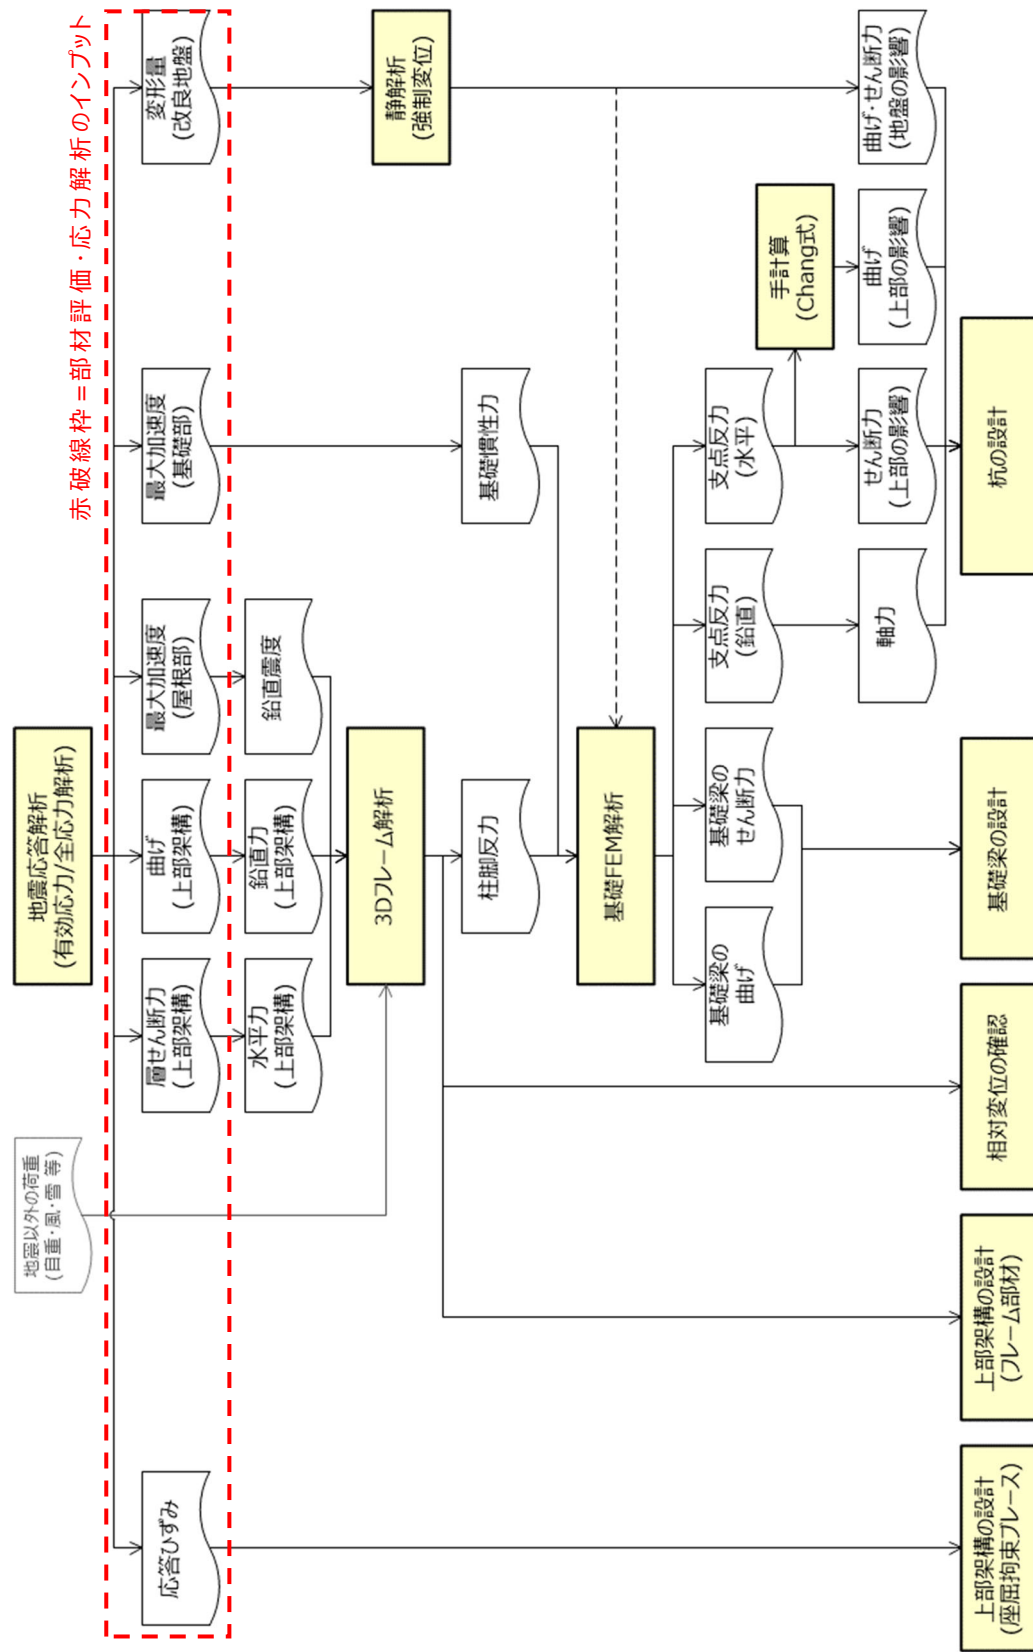 赤破線枠=部材評価・応力解析のインプット
地震応答解析
(有効応力/全応力解析)
地震以外の荷重
(自重・風・雪 等)
応答ひずみ
層せん断力
(上部架構)
曲げ
(上部架構)
最大加速度
(屋根部)
最大加速度
(基礎部)
変形量
(改良地盤)
水平力
(上部架構)
鉛直力
(上部架構)
鉛直震度
3Dフレーム解析
静解析
(強制変位)
柱脚反力
基礎慣性力
基礎FEM解析
基礎梁の
曲げ
基礎梁の
せん断力
支点反力
(鉛直)
支点反力
(水平)
手計算
(Chang式)
軸力
せん断力
(上部の影響)
曲げ
(上部の影響)
曲げ・せん断力
(地盤の影響)
上部架構の設計
(座屈拘束ブレース)
上部架構の設計
(フレーム部材)
相対変位の確認
基礎梁の設計
杭の設計